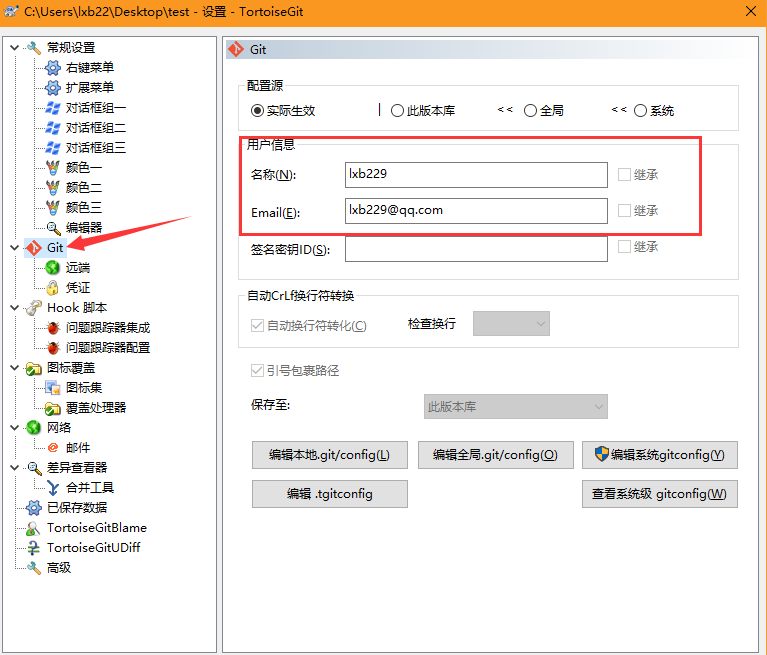 C:\Users\lxb22\Desktop\test - 设置 - TortoiseGit
常规设置
右键菜单
扩展菜单
对话框组一
对话框组二
对话框组三
颜色一
颜色二
颜色三
编辑器
Git
远端
凭证
Hook 脚本
问题跟踪器集成
问题跟踪器配置
图标覆盖
图标集
覆盖处理器
网络
邮件
差异查看器
合并工具
已保存数据
TortoiseGitBlame
TortoiseGitUDiff
高级
Git
配置源
实际生效 | 此版本库 << 全局 << 系统
用户信息
名称(N): lxb229 继承
Email(E): lxb229@qq.com 继承
签名密钥ID(S): 继承
自动CrLf换行符转换
自动换行符转化(C) 检查换行
引号包裹路径
保存至: 此版本库
编辑本地.git/config(L) 编辑全局.git/config(O) 编辑系统gitconfig(Y)
编辑 .tgitconfig 查看系统级 gitconfig(W)